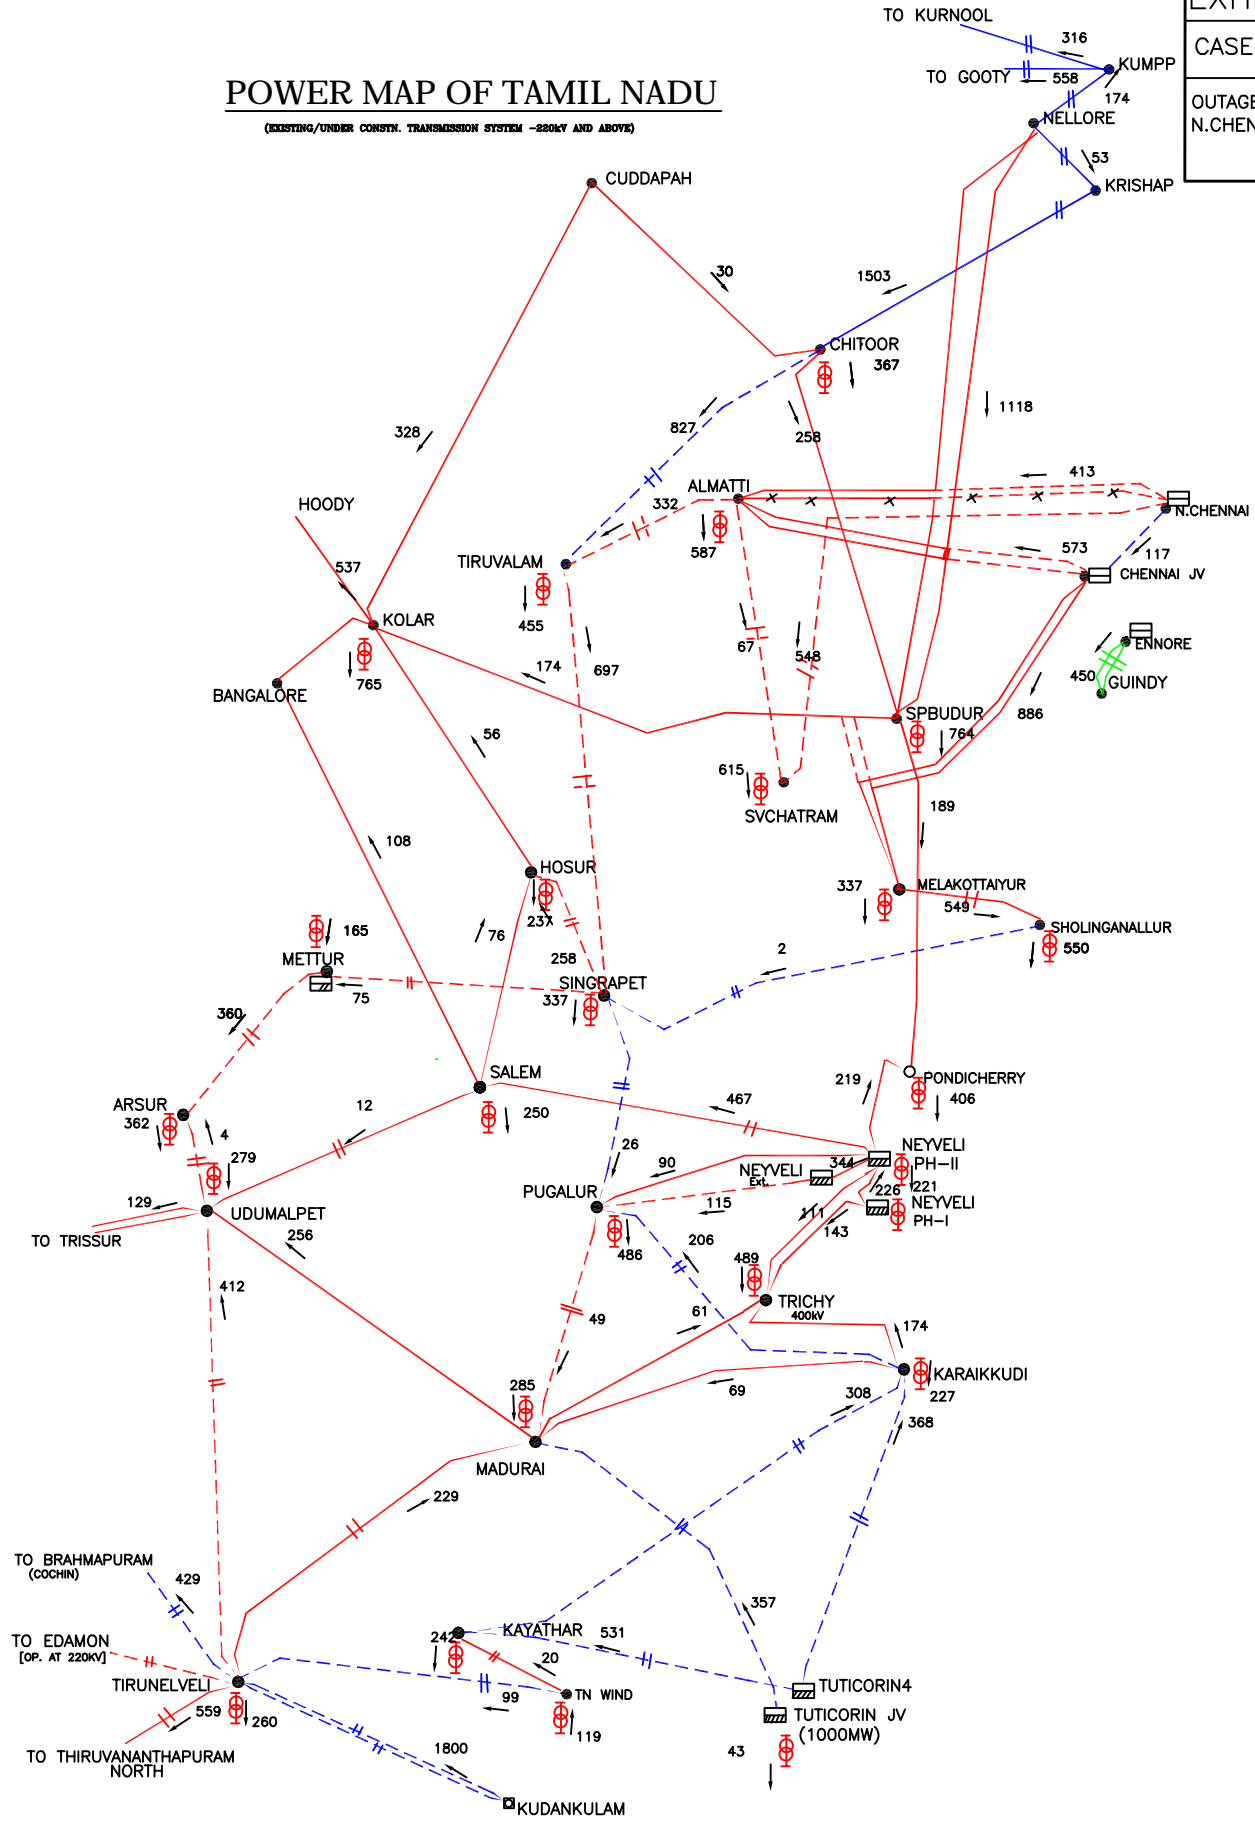 TO KURNOOL
316
KUMPP
TO GOOTY
558
174
CASE
OUTAGE
N.CHEN
POWER MAP OF TAMIL NADU
(EXISTING/UNDER CONSTN. TRANSMISSION SYSTEM -220kV AND ABOVE)
NELLORE
53
KRISHAP
CUDDAPAH
30
1503
CHITOOR
367
328
827
258
1118
ALMATTI
413
HOODY
332
N.CHENNAI
587
573
117
TIRUVALAM
CHENNAI JV
537
455
KOLAR
67
548
ENNORE
697
174
450
GUINDY
765
BANGALORE
SPBUDUR
886
764
56
615
SVCHATRAM
189
108
HOSUR
337
MELAKOTTAIYUR
549
237
SHOLINGANALLUR
165
76
2
550
METTUR
258
SINGRAPET
75
337
360
SALEM
PONDICHERRY
219
ARSUR
12
250
467
406
362
4
279
26
90
NEYVELI
PH-II
344
NEYVELI
Ext.
221
226
129
PUGALUR
115
NEYVELI
PH-I
UDUMALPET
111
143
TO TRISSUR
256
486
206
489
412
TRICHY
400kV
61
49
174
KARAIKKUDI
285
69
227
308
368
MADURAI
229
TO BRAHMAPURAM
(COCHIN)
429
357
TO EDAMON
[OP. AT 220KV]
242
KAYATHAR
531
20
TIRUNELVELI
TN WIND
TUTICORIN4
99
559
260
119
TUTICORIN JV
(1000MW)
TO THIRUVANANTHAPURAM
NORTH
1800
43
KUDANKULAM